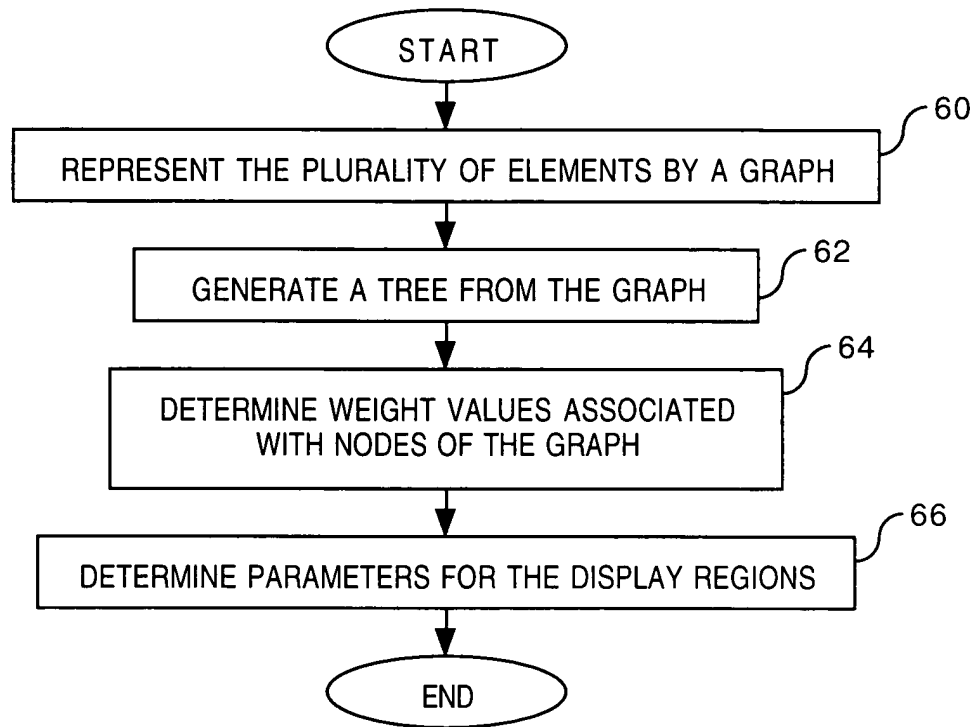 START
60
REPRESENT THE PLURALITY OF ELEMENTS BY A GRAPH
62
GENERATE A TREE FROM THE GRAPH
64
DETERMINE WEIGHT VALUES ASSOCIATED
WITH NODES OF THE GRAPH
66
DETERMINE PARAMETERS FOR THE DISPLAY REGIONS
END